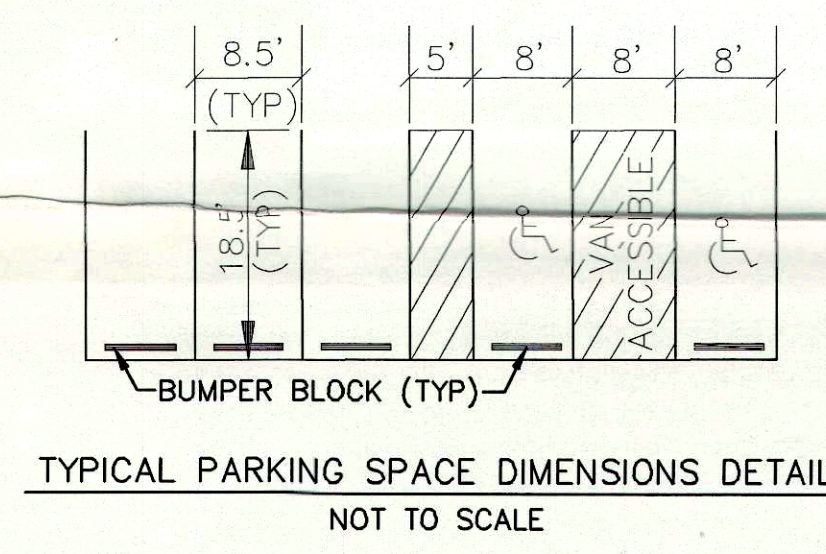 8.5' 5' 8' 8' 8'
(TYP)
18.5'
(TYP)
VAN
ACCESSIBLE
BUMPER BLOCK (TYP)
TYPICAL PARKING SPACE DIMENSIONS DETAIL
NOT TO SCALE